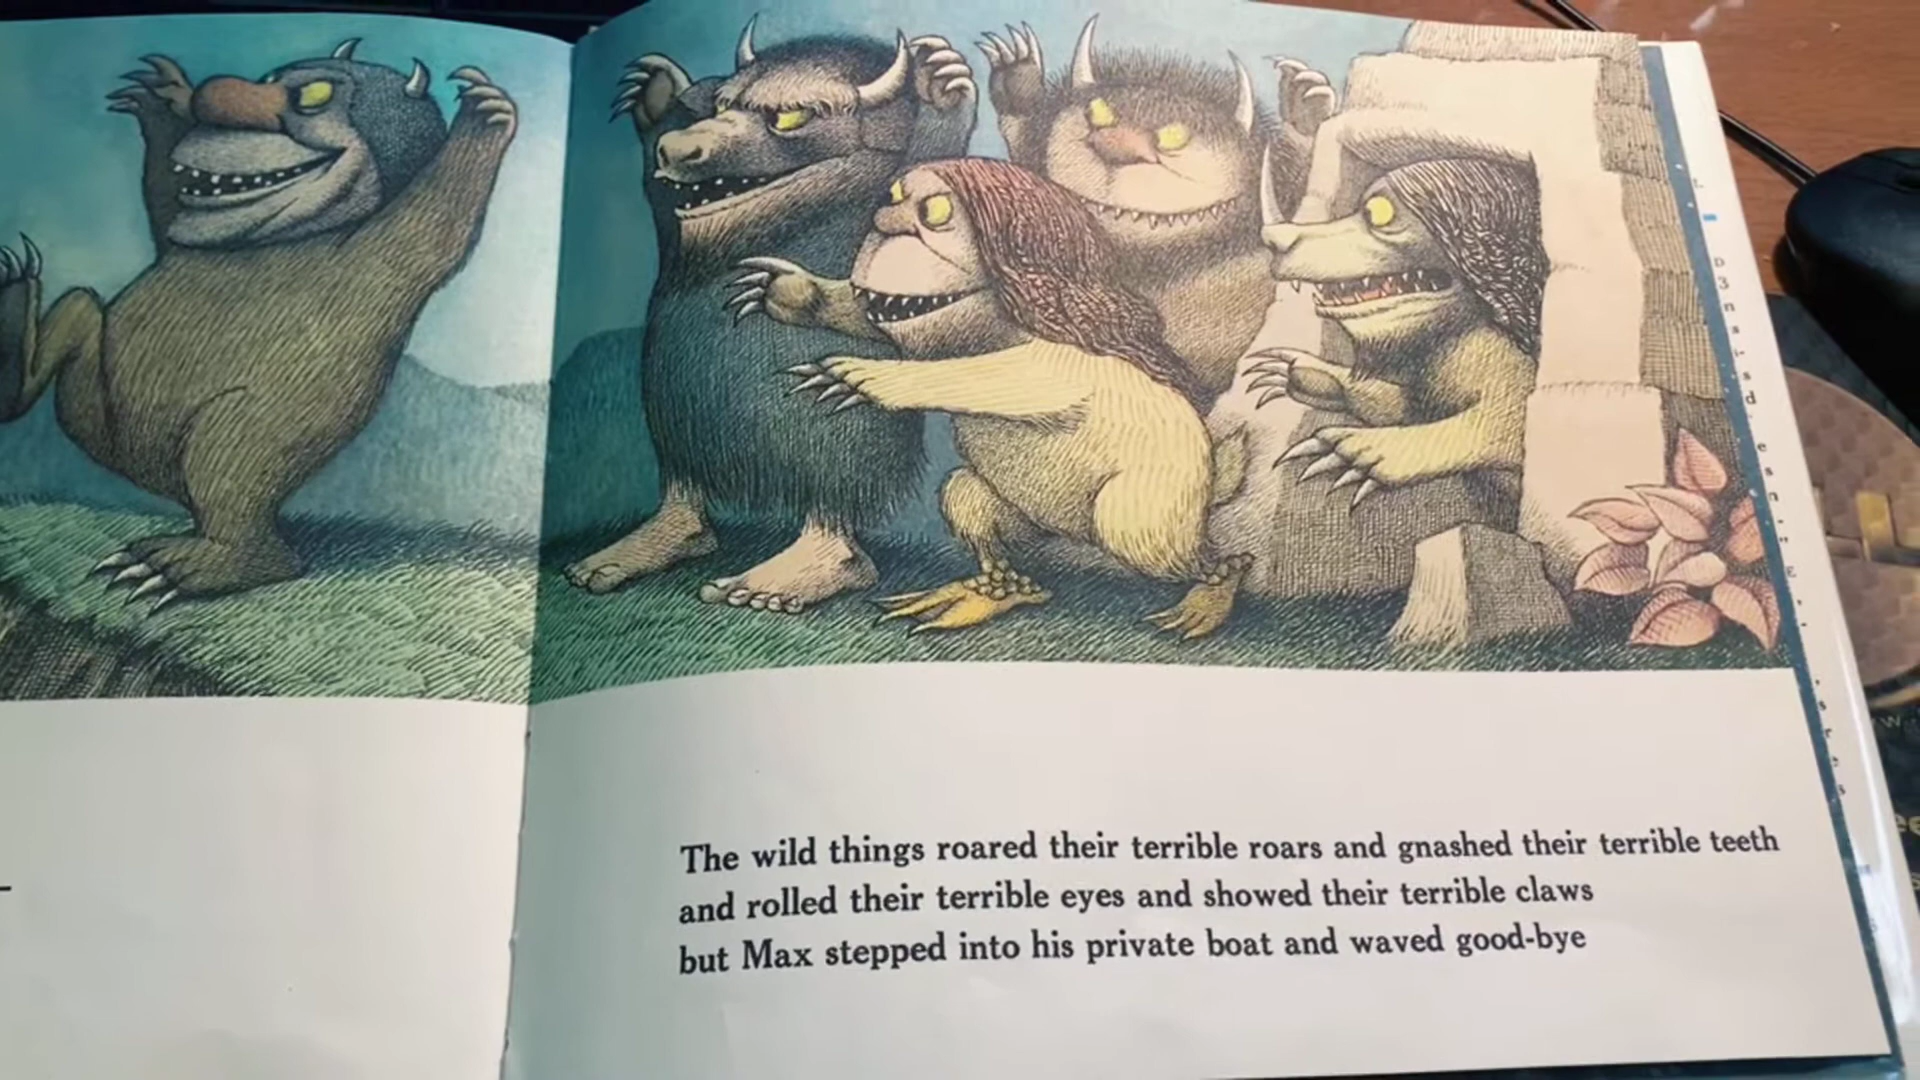 The wild things roared their terrible roars and gnashed their terrible teeth
and rolled their terrible eyes and showed their terrible claws
but Max stepped into his private boat and waved good-bye